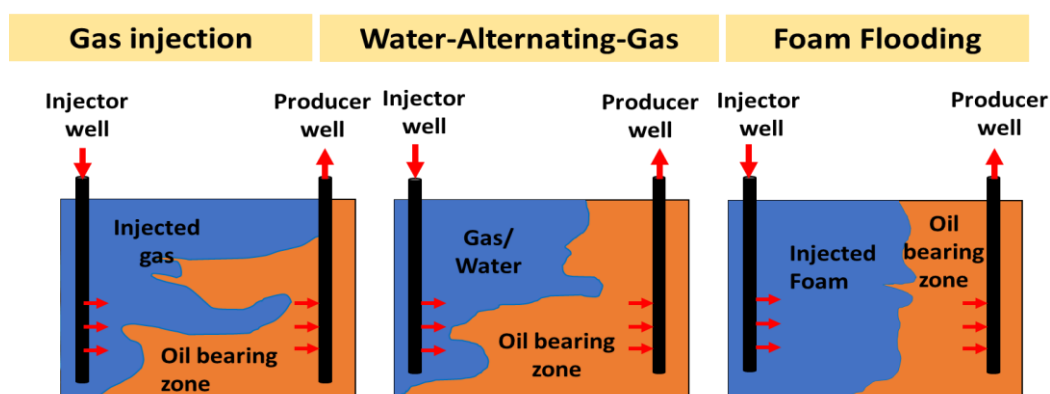 Gas injection
Water-Alternating-Gas
Foam Flooding
Injector
well
Producer
well
Injected
gas
Oil bearing
zone
Injector
well
Producer
well
Gas/
Water
Oil bearing
zone
Injector
well
Producer
well
Injected
Foam
Oil
bearing
zone